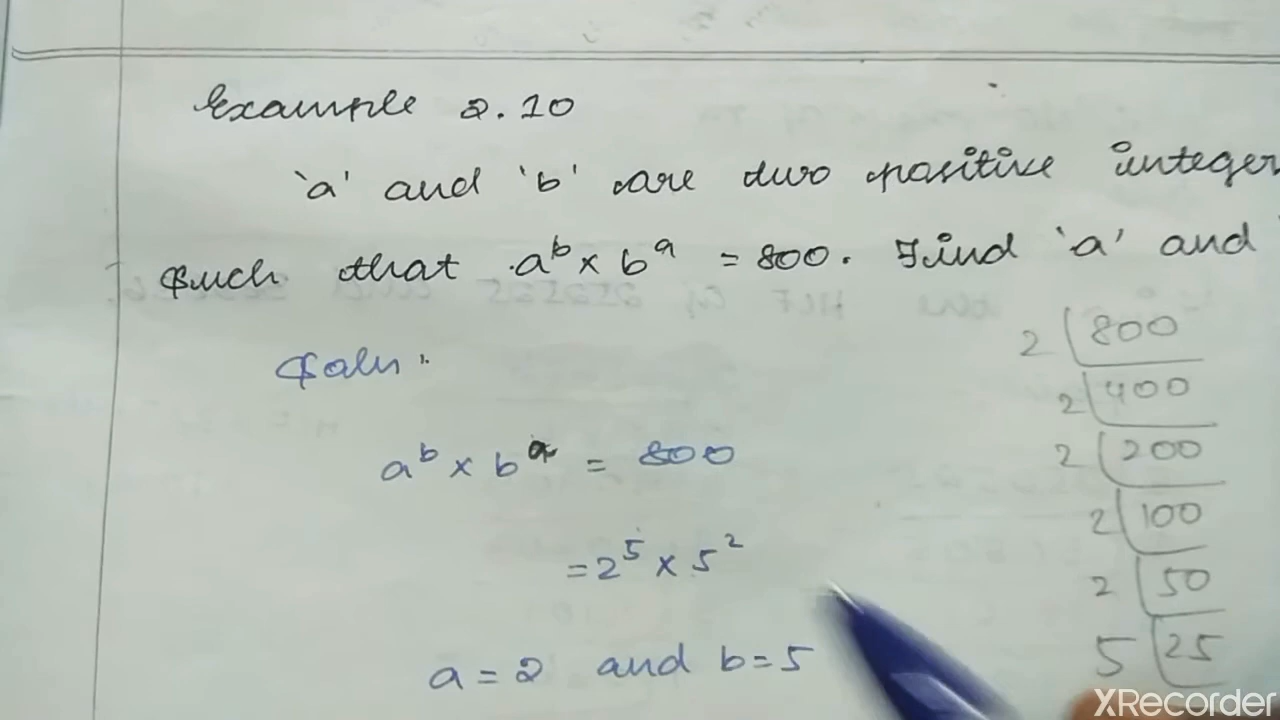 Example 2.10
'a' and 'b' are two positive integer
such that a^b × b^a = 800. Find 'a' and
Soln:
a^b × b^a = 800
= 2^5 × 5^2
a = 2 and b = 5
2 | 800
2 | 400
2 | 200
2 | 100
2 | 50
5 | 25
XRecorder